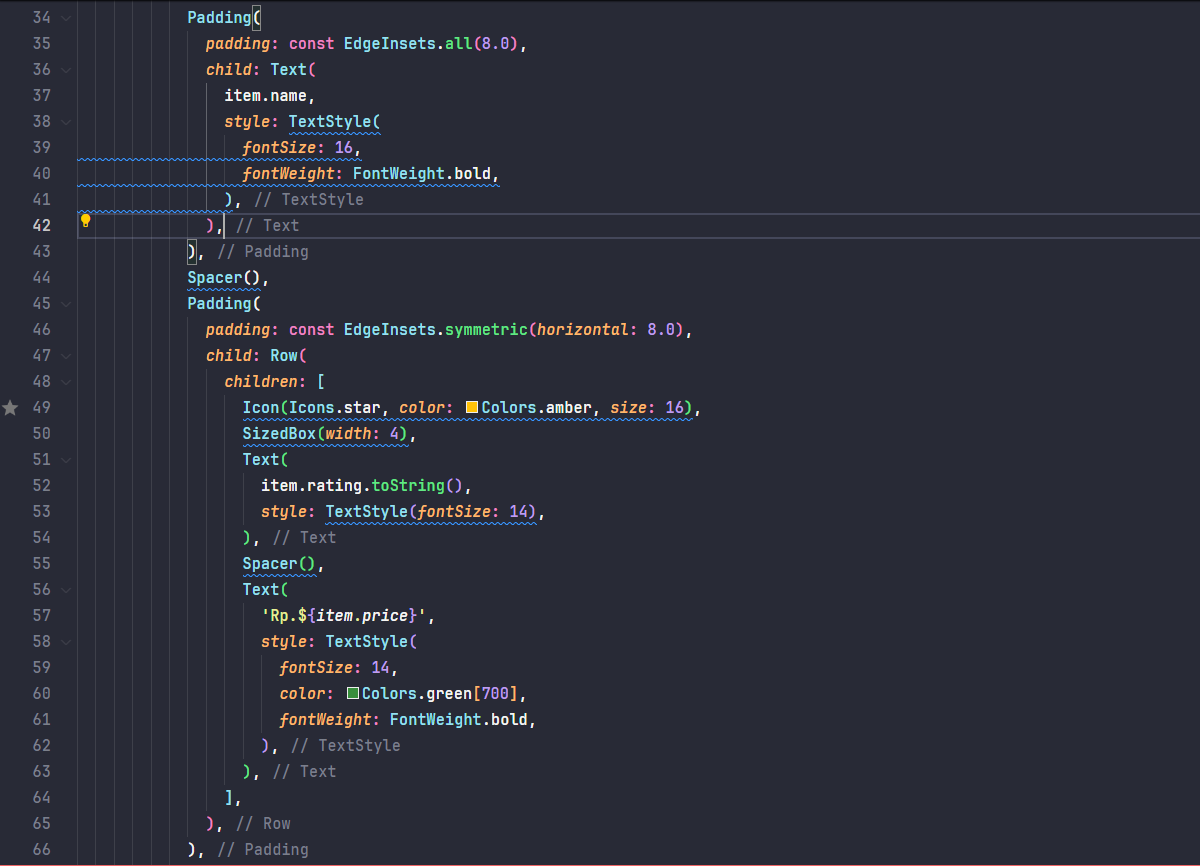 34 Padding(
35 padding: const EdgeInsets.all(8.0),
36 child: Text(
37 item.name,
38 style: TextStyle(
39 fontSize: 16,
40 fontWeight: FontWeight.bold,
41 ), // TextStyle
42 ), // Text
43 ), // Padding
44 Spacer(),
45 Padding(
46 padding: const EdgeInsets.symmetric(horizontal: 8.0),
47 child: Row(
48 children: [
49 Icon(Icons.star, color: Colors.amber, size: 16),
50 SizedBox(width: 4),
51 Text(
52 item.rating.toString(),
53 style: TextStyle(fontSize: 14),
54 ), // Text
55 Spacer(),
56 Text(
57 'Rp.${item.price}',
58 style: TextStyle(
59 fontSize: 14,
60 color: Colors.green[700],
61 fontWeight: FontWeight.bold,
62 ), // TextStyle
63 ), // Text
64 ],
65 ), // Row
66 ), // Padding